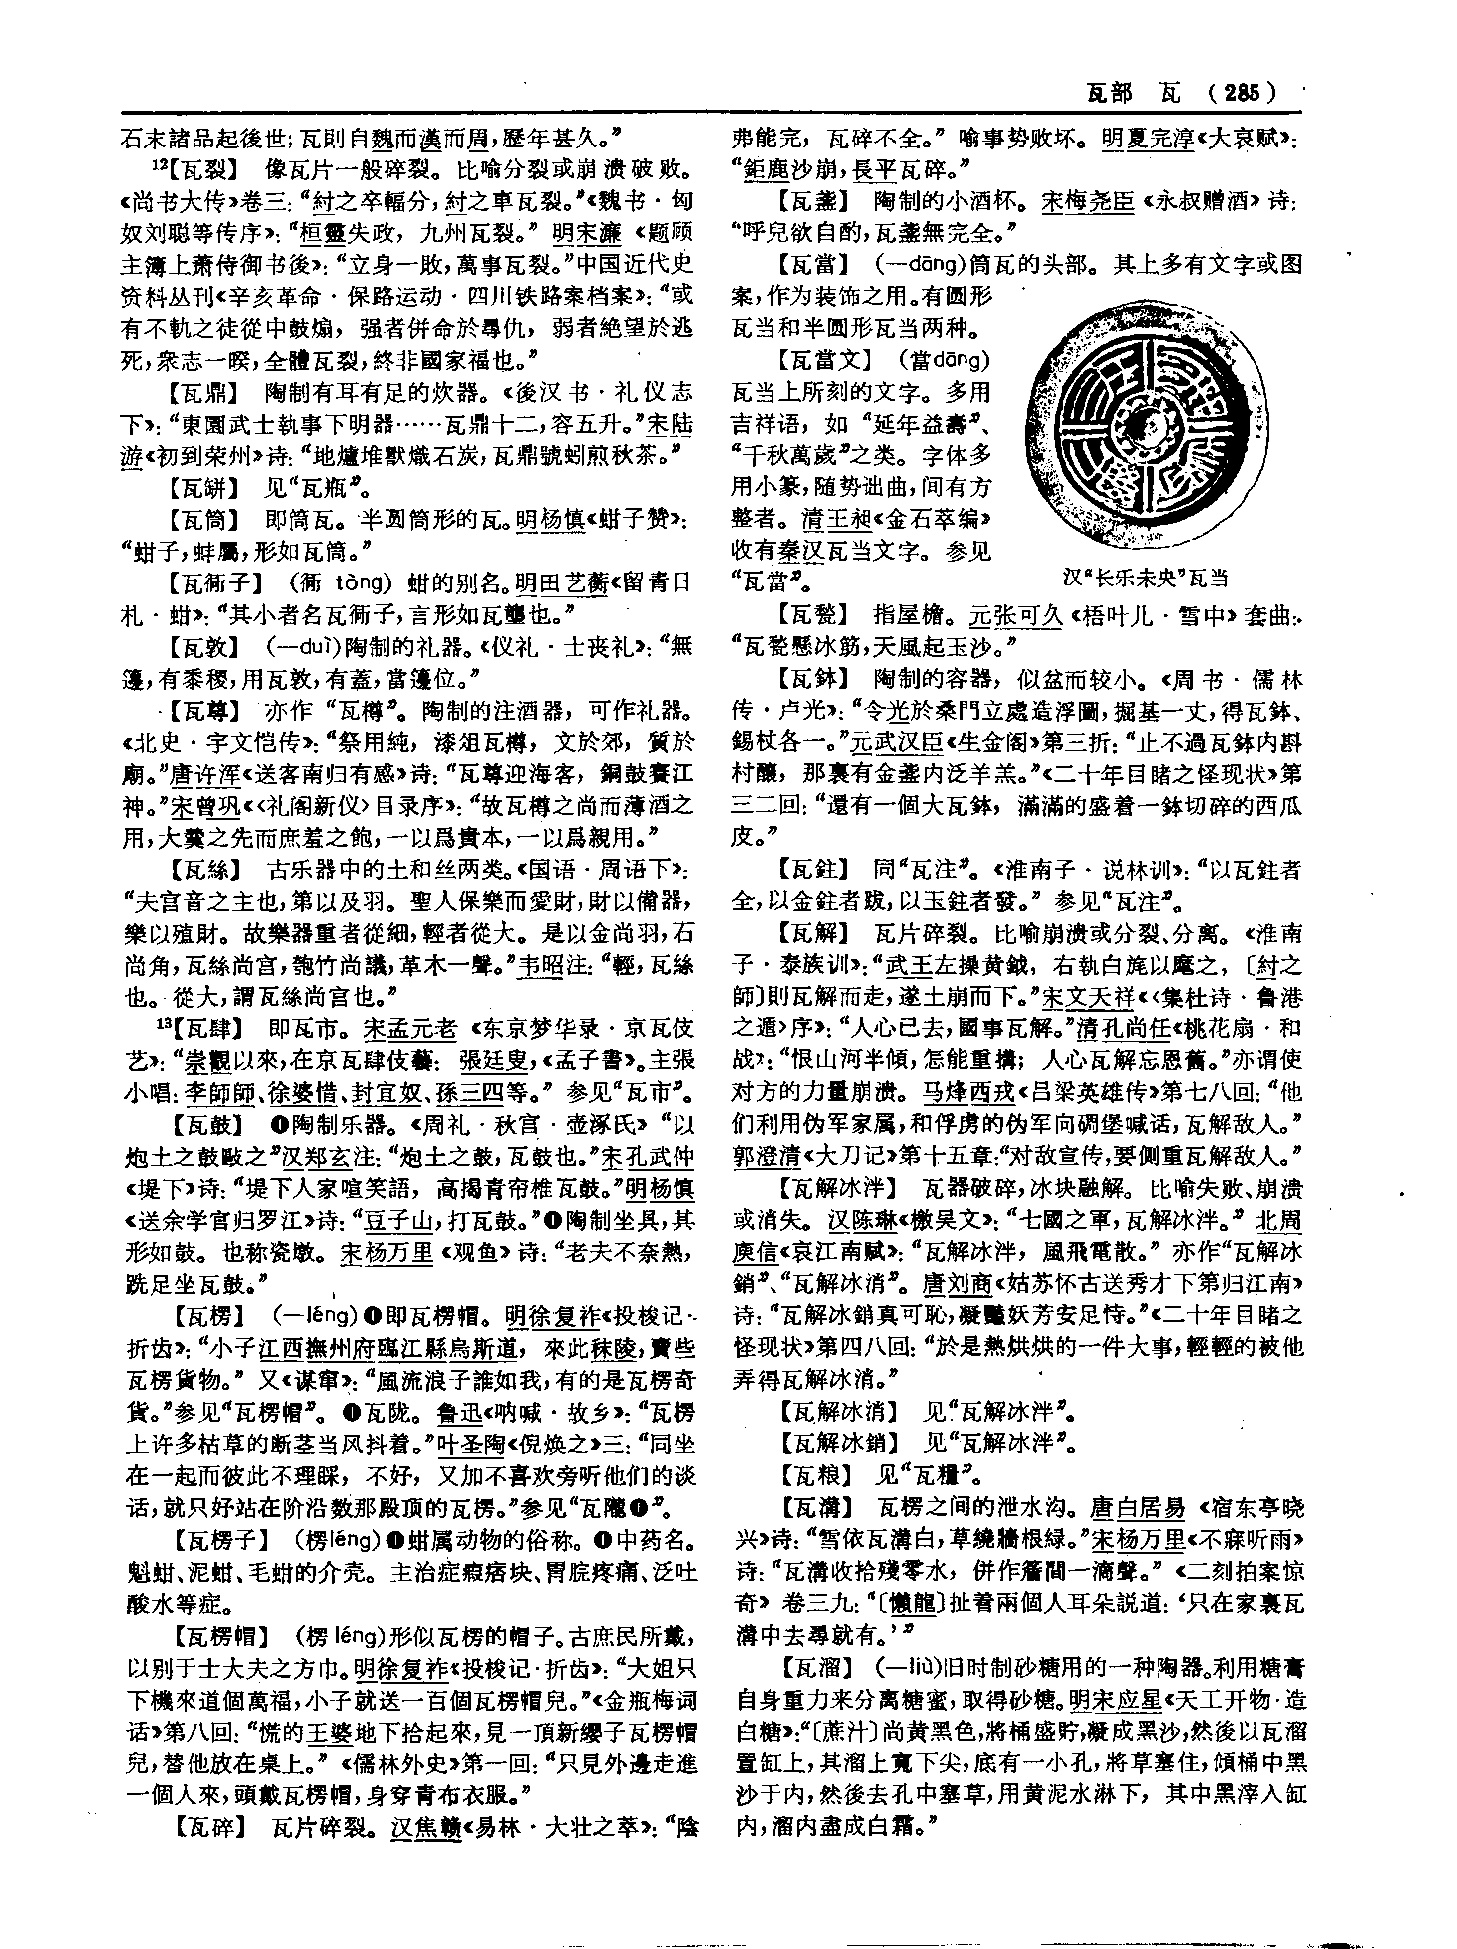 瓦部 瓦 (285)
石末諸品起後世；瓦則自魏而漢而周，歷年甚久。”
¹²【瓦裂】 像瓦片一般碎裂。比喻分裂或崩溃破败。
《尚书大传》卷三：“紂之卒輻分，紂之車瓦裂。”《魏书·匈
奴刘聪等传序》：“桓靈失政，九州瓦裂。”明宋濂《题顾
主簿上萧侍御书後》：“立身一敗，萬事瓦裂。”中国近代史
资料丛刊《辛亥革命·保路运动·四川铁路案档案》：“或
有不軌之徒從中鼓煽，强者併命於尋仇，弱者絶望於逃
死，衆志一睽，全體瓦裂，終非國家福也。”
【瓦鼎】 陶制有耳有足的炊器。《後汉书·礼仪志
下》：“東園武士執事下明器……瓦鼎十二，容五升。”宋陆
游《初到荣州》诗：“地爐堆獸熾石炭，瓦鼎號蚓煎秋茶。”
【瓦缾】 见“瓦瓶”。
【瓦筒】 即筒瓦。半圆筒形的瓦。明杨慎《蚶子赞》：
“蚶子，蚌屬，形如瓦筒。”
【瓦衕子】 （衕 tòng）蚶的别名。明田艺蘅《留青日
札·蚶》：“其小者名瓦衕子，言形如瓦壟也。”
【瓦敦】 （—duì）陶制的礼器。《仪礼·士丧礼》：“無
籩，有黍稷，用瓦敦，有蓋，當籩位。”
【瓦尊】 亦作“瓦樽”。陶制的注酒器，可作礼器。
《北史·宇文恺传》：“祭用純，漆俎瓦樽，文於郊，質於
廟。”唐许浑《送客南归有感》诗：“瓦尊迎海客，銅鼓賽江
神。”宋曾巩《〈礼阁新仪〉目录序》：“故瓦樽之尚而薄酒之
用，大羹之先而庶羞之飽，一以爲貴本，一以爲親用。”
【瓦絲】 古乐器中的土和丝两类。《国语·周语下》：
“夫宫音之主也，第以及羽。聖人保樂而愛財，財以備器，
樂以殖財。故樂器重者從細，輕者從大。是以金尚羽，石
尚角，瓦絲尚宫，匏竹尚議，革木一聲。”韦昭注：“輕，瓦絲
也。從大，謂瓦絲尚宫也。”
¹³【瓦肆】 即瓦市。宋孟元老《东京梦华录·京瓦伎
艺》：“崇觀以來，在京瓦肆伎藝：張廷叟，《孟子書》。主張
小唱：李師師、徐婆惜、封宜奴、孫三四等。”参见“瓦市”。
【瓦鼓】 ❶陶制乐器。《周礼·秋官·壶涿氏》“以
炮土之鼓敺之”汉郑玄注：“炮土之鼓，瓦鼓也。”宋孔武仲
《堤下》诗：“堤下人家喧笑語，高揭青帘椎瓦鼓。”明杨慎
《送余学官归罗江》诗：“豆子山，打瓦鼓。”❷陶制坐具，其
形如鼓。也称瓷墩。宋杨万里《观鱼》诗：“老夫不奈熱，
跣足坐瓦鼓。”
【瓦楞】 （—léng）❶即瓦楞帽。明徐复祚《投梭记·
折齿》：“小子江西撫州府臨江縣烏斯道，來此秣陵，賣些
瓦楞貨物。”又《谋窜》：“風流浪子誰如我，有的是瓦楞奇
貨。”参见“瓦楞帽”。❷瓦陇。鲁迅《呐喊·故乡》：“瓦楞
上许多枯草的断茎当风抖着。”叶圣陶《倪焕之》三：“同坐
在一起而彼此不理睬，不好，又加不喜欢旁听他们的谈
话，就只好站在阶沿数那殿顶的瓦楞。”参见“瓦隴❶”。
【瓦楞子】 （楞léng）❶蚶属动物的俗称。❷中药名。
魁蚶、泥蚶、毛蚶的介壳。主治症瘕痞块、胃脘疼痛、泛吐
酸水等症。
【瓦楞帽】 （楞léng）形似瓦楞的帽子。古庶民所戴，
以别于士大夫之方巾。明徐复祚《投梭记·折齿》：“大姐只
下機來道個萬福，小子就送一百個瓦楞帽兒。”《金瓶梅词
话》第八回：“慌的王婆地下拾起來，見一頂新纓子瓦楞帽
兒，替他放在桌上。”《儒林外史》第一回：“只見外邊走進
一個人來，頭戴瓦楞帽，身穿青布衣服。”
【瓦碎】 瓦片碎裂。汉焦赣《易林·大壮之萃》：“陰
弗能完，瓦碎不全。”喻事势败坏。明夏完淳《大哀赋》：
“鉅鹿沙崩，長平瓦碎。”
【瓦盞】 陶制的小酒杯。宋梅尧臣《永叔赠酒》诗：
“呼兒欲自酌，瓦盞無完全。”
【瓦當】 （—dāng）筒瓦的头部。其上多有文字或图
案，作为装饰之用。有圆形
瓦当和半圆形瓦当两种。
【瓦當文】 （當dāng）
瓦当上所刻的文字。多用
吉祥语，如“延年益壽”、
“千秋萬歲”之类。字体多
用小篆，随势诎曲，间有方
整者。清王昶《金石萃编》
收有秦汉瓦当文字。参见
“瓦當”。
汉“长乐未央”瓦当
【瓦甃】 指屋檐。元张可久《梧叶儿·雪中》套曲：
“瓦甃懸冰筋，天風起玉沙。”
【瓦鉢】 陶制的容器，似盆而较小。《周书·儒林
传·卢光》：“令光於桑門立處造浮圖，掘基一丈，得瓦鉢、
錫杖各一。”元武汉臣《生金阁》第三折：“止不過瓦鉢内斟
村釀，那裏有金盞内泛羊羔。”《二十年目睹之怪现状》第
三二回：“還有一個大瓦鉢，滿滿的盛着一鉢切碎的西瓜
皮。”
【瓦鉒】 同“瓦注”。《淮南子·说林训》：“以瓦鉒者
全，以金鉒者跋，以玉鉒者發。”参见“瓦注”。
【瓦解】 瓦片碎裂。比喻崩溃或分裂、分离。《淮南
子·泰族训》：“武王左操黄鉞，右執白旄以麾之，〔紂之
師〕則瓦解而走，遂土崩而下。”宋文天祥《〈集杜诗·鲁港
之遁〉序》：“人心已去，國事瓦解。”清孔尚任《桃花扇·和
战》：“恨山河半傾，怎能重搆；人心瓦解忘恩舊。”亦谓使
对方的力量崩溃。马烽西戎《吕梁英雄传》第七八回：“他
们利用伪军家属，和俘虏的伪军向碉堡喊话，瓦解敌人。”
郭澄清《大刀记》第十五章：“对敌宣传，要侧重瓦解敌人。”
【瓦解冰泮】 瓦器破碎，冰块融解。比喻失败、崩溃
或消失。汉陈琳《檄吴文》：“七國之軍，瓦解冰泮。”北周
庾信《哀江南赋》：“瓦解冰泮，風飛電散。”亦作“瓦解冰
銷”、“瓦解冰消”。唐刘商《姑苏怀古送秀才下第归江南》
诗：“瓦解冰銷真可恥，凝豔妖芳安足恃。”《二十年目睹之
怪现状》第四八回：“於是熱烘烘的一件大事，輕輕的被他
弄得瓦解冰消。”
【瓦解冰消】 见“瓦解冰泮”。
【瓦解冰銷】 见“瓦解冰泮”。
【瓦粮】 见“瓦糧”。
【瓦溝】 瓦楞之间的泄水沟。唐白居易《宿东亭晓
兴》诗：“雪依瓦溝白，草繞牆根緑。”宋杨万里《不寐听雨》
诗：“瓦溝收拾殘零水，併作簷間一滴聲。”《二刻拍案惊
奇》卷三九：“〔懶龍〕扯着兩個人耳朵説道：‘只在家裏瓦
溝中去尋就有。’”
【瓦溜】 （—liù）旧时制砂糖用的一种陶器。利用糖膏
自身重力来分离糖蜜，取得砂糖。明宋应星《天工开物·造
白糖》：“〔蔗汁〕尚黄黑色，將桶盛貯，凝成黑沙，然後以瓦溜
置缸上，其溜上寬下尖，底有一小孔，將草塞住，傾桶中黑
沙于内，然後去孔中塞草，用黄泥水淋下，其中黑滓入缸
内，溜内盡成白霜。”